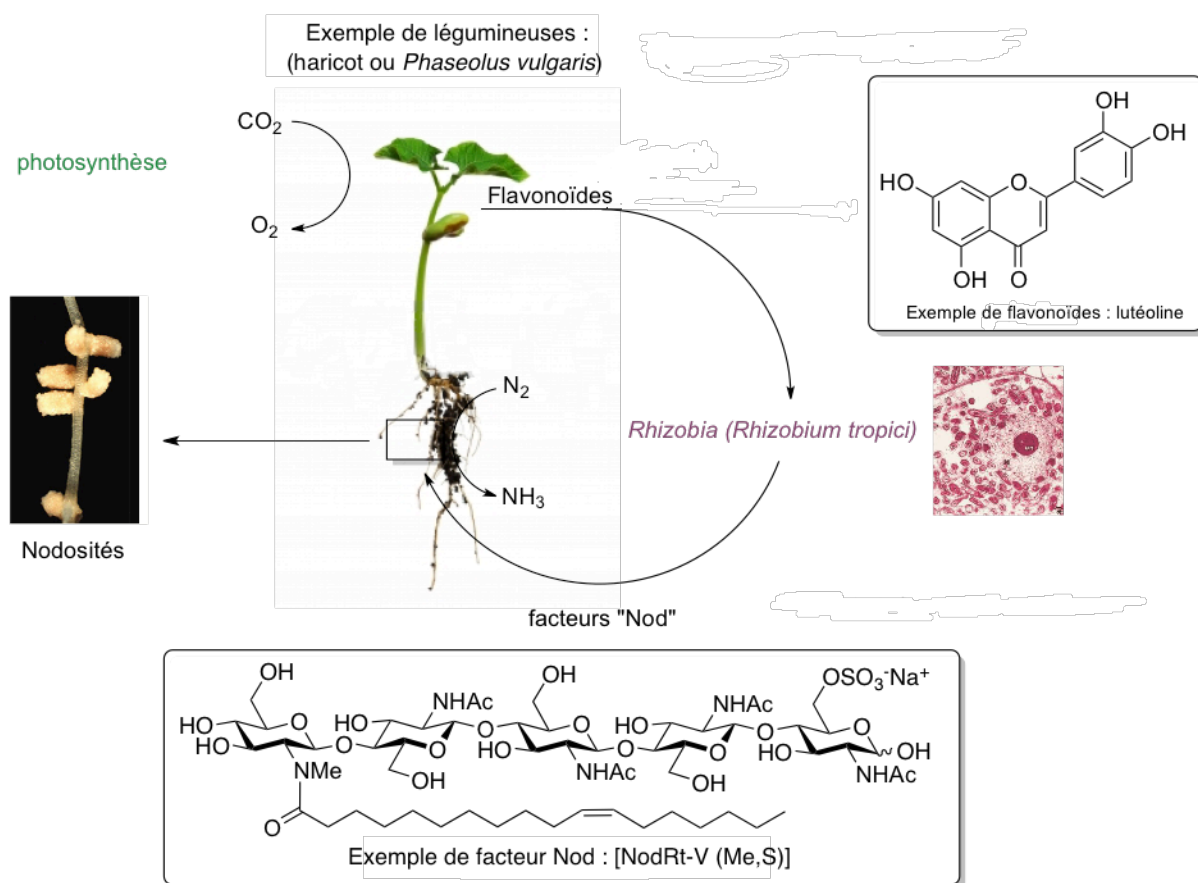 Exemple de légumineuses :
(haricot ou Phaseolus vulgaris)
CO2
photosynthèse
O2
Flavonoïdes
OH
OH
HO
O
OH
O
Exemple de flavonoïdes : lutéoline
N2
NH3
Rhizobia (Rhizobium tropici)
Nodosités
facteurs "Nod"
OH
HO
HO
O
NMe
O
O
HO
NHAc
O
OH
O
OH
O
HO
NHAc
O
HO
NHAc
O
OH
O
OSO3-Na+
O
HO
OH
NHAc
Exemple de facteur Nod : [NodRt-V (Me,S)]